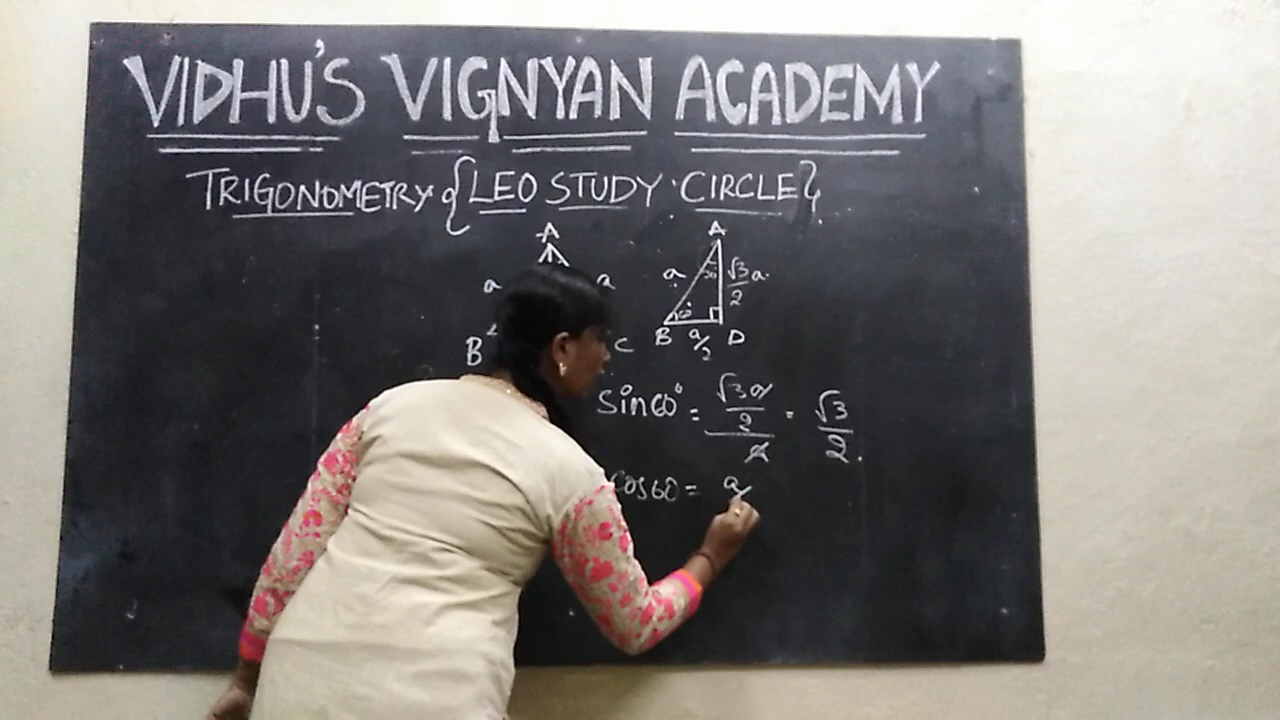 VIDHU'S VIGNYAN ACADEMY
TRIGONOMETRY {LEO STUDY CIRCLE}
A
a a
B C
A
a 30 √3/2 a
60°
B a/2 D
sin60° = (√3a/2)/a = √3/2.
cos60 = a